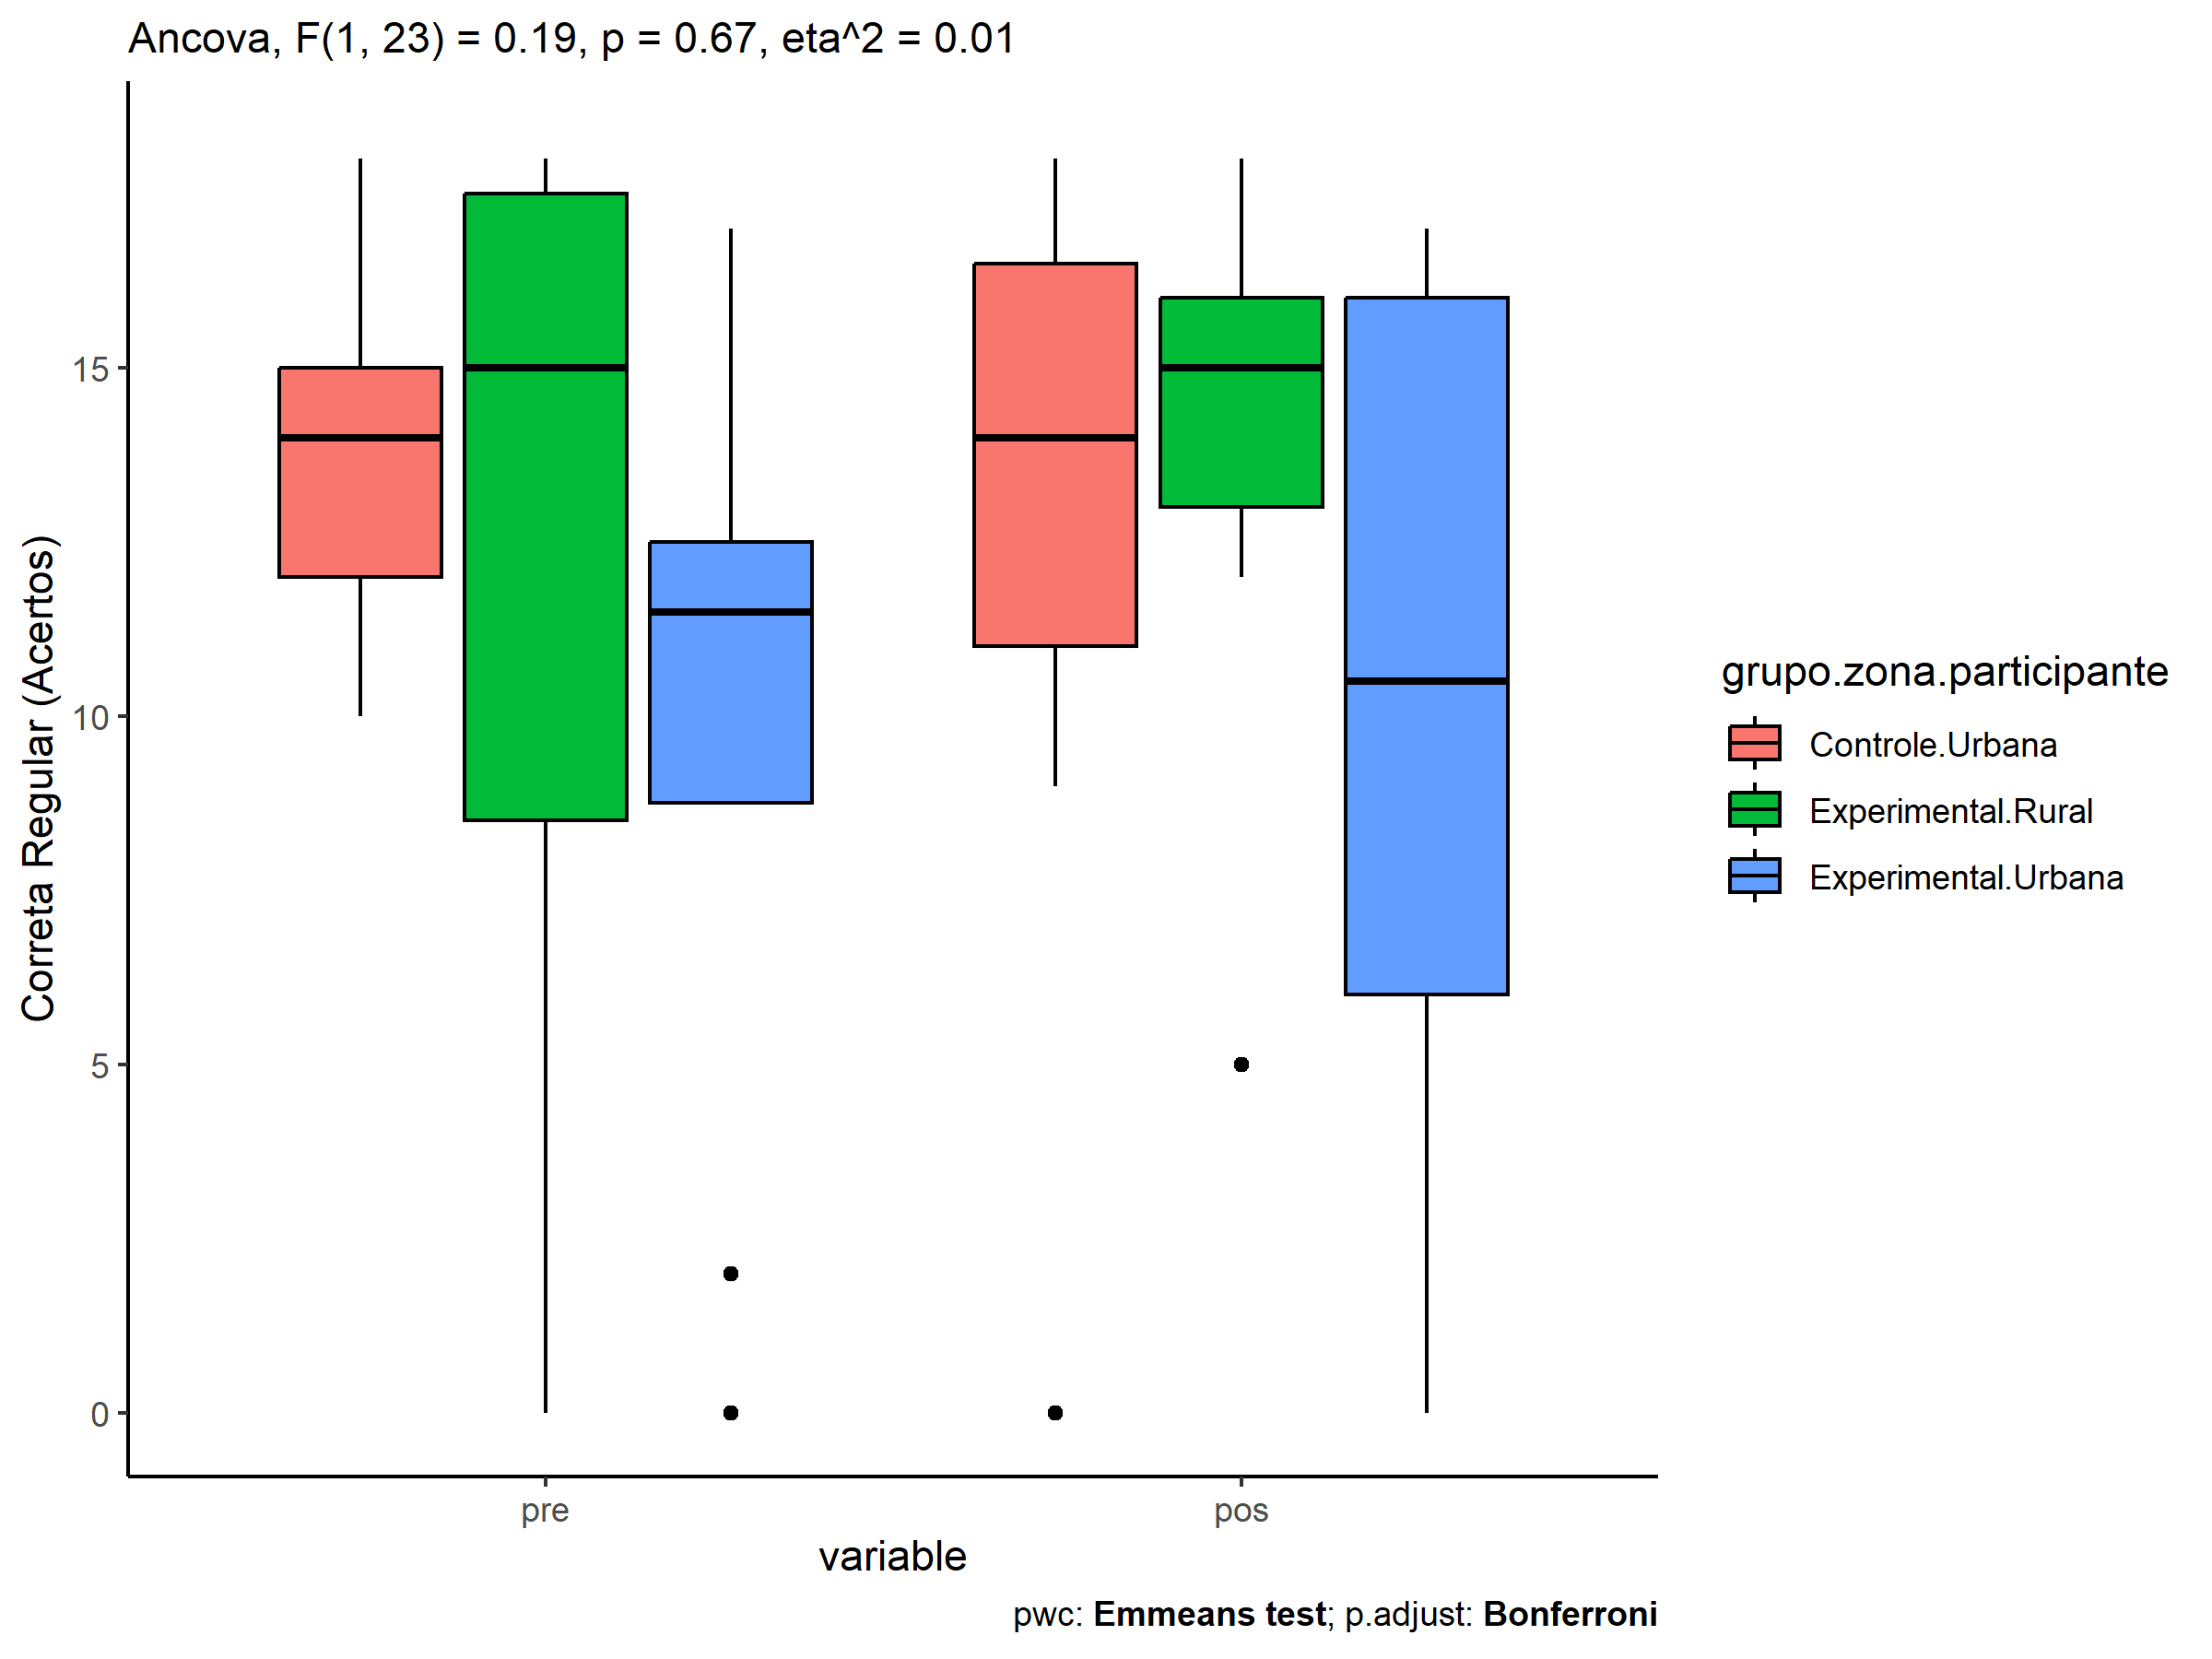 Ancova, F(1, 23) = 0.19, p = 0.67, eta^2 = 0.01
Correta Regular (Acertos)
15
10
5
0
pre
pos
variable
pwc: Emmeans test; p.adjust: Bonferroni
grupo.zona.participante
Controle.Urbana
Experimental.Rural
Experimental.Urbana